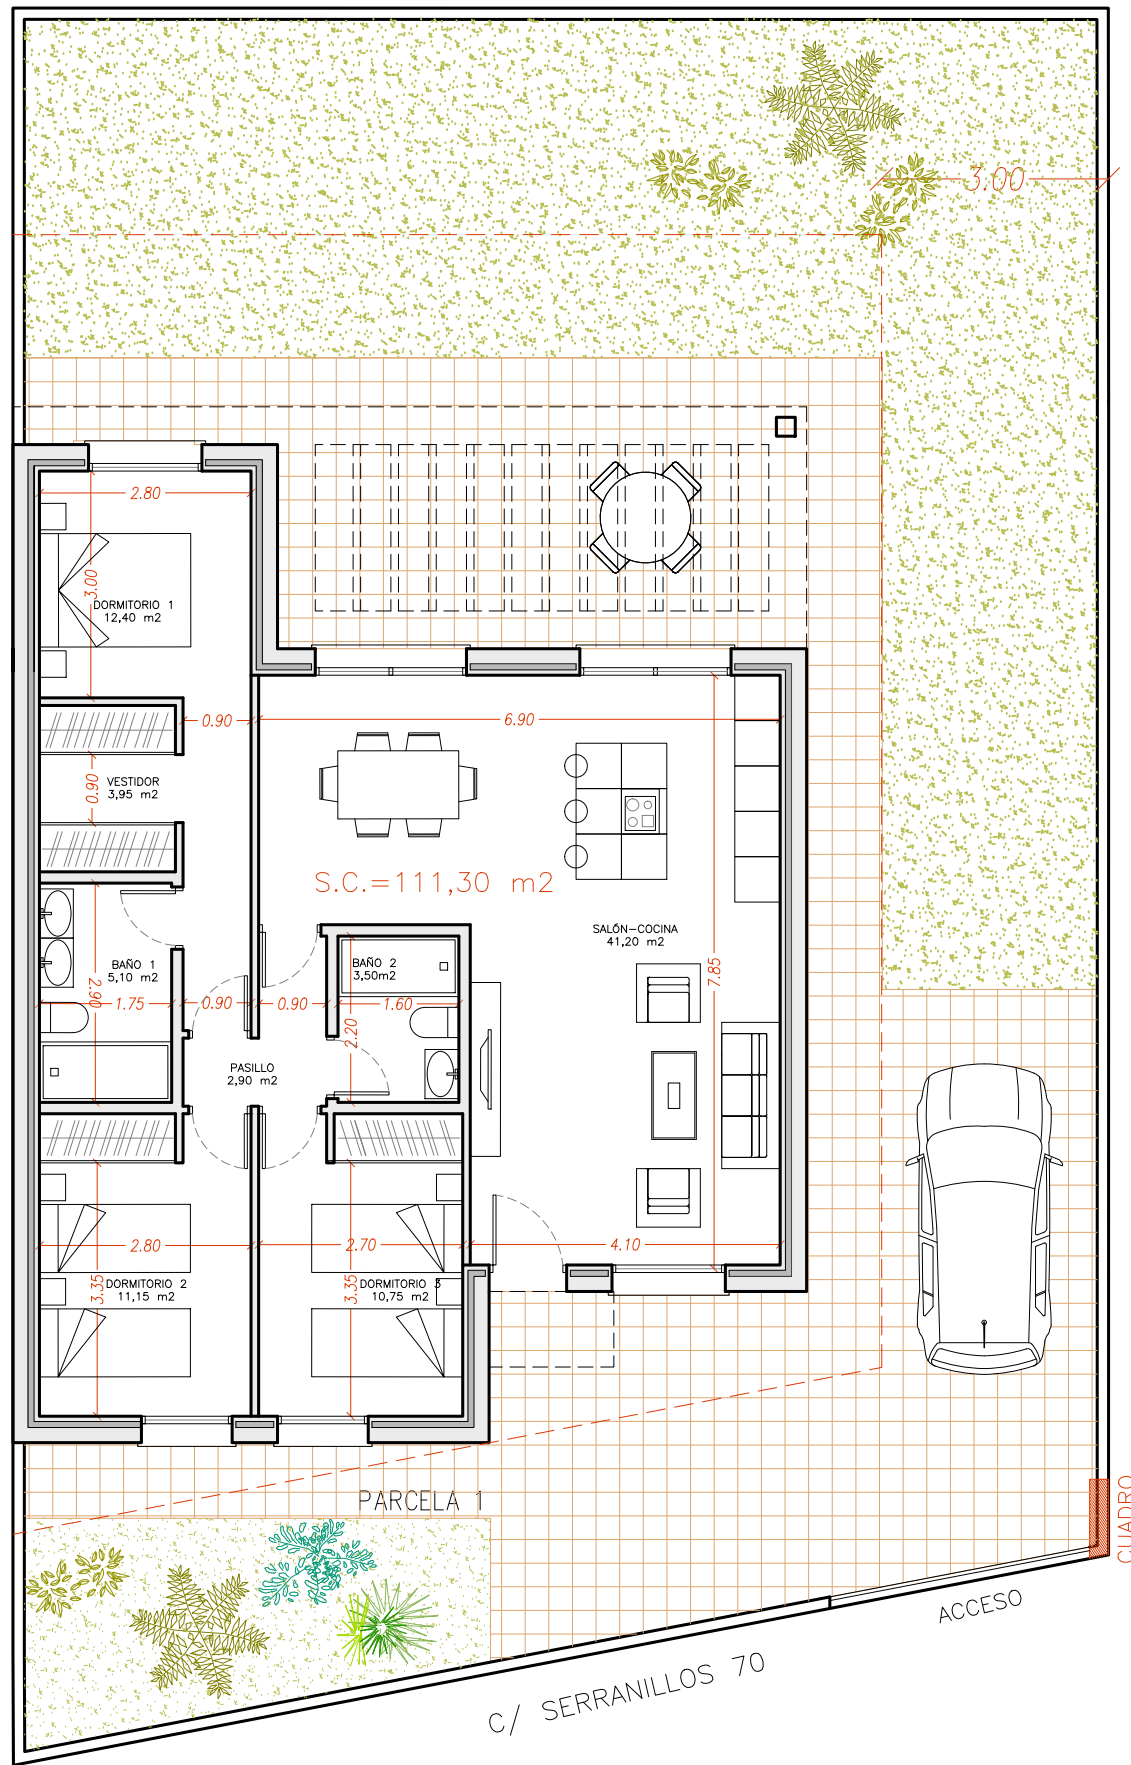 3.00
2.80
3.00
DORMITORIO 1
12,40 m2
0.90
6.90
VESTIDOR
3,95 m2
0.90
S.C.=111,30 m2
SALÓN-COCINA
41,20 m2
7.85
BAÑO 1
5,10 m2
BAÑO 2
3,50m2
2.90
1.75
0.90
0.90
1.60
2.20
PASILLO
2,90 m2
2.80
2.70
4.10
3.35
DORMITORIO 2
11,15 m2
3.35
DORMITORIO 3
10,75 m2
PARCELA 1
CUADRO
ACCESO
C/ SERRANILLOS 70